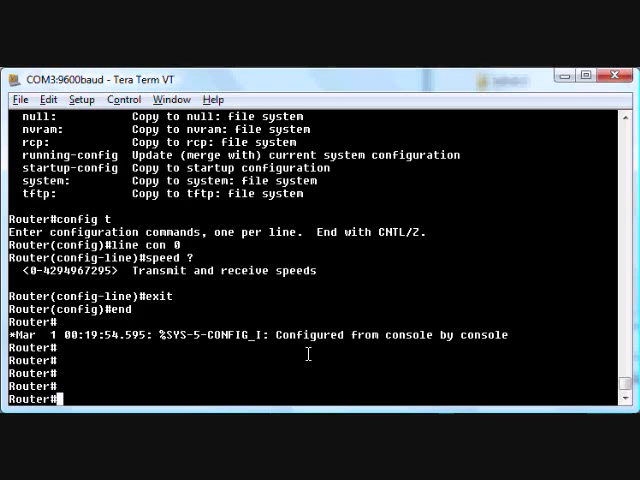 COM3:9600baud - Tera Term VT
File Edit Setup Control Window Help
null: Copy to null: file system
nvram: Copy to nvram: file system
rcp: Copy to rcp: file system
running-config Update (merge with) current system configuration
startup-config Copy to startup configuration
system: Copy to system: file system
tftp: Copy to tftp: file system
Router#config t
Enter configuration commands, one per line. End with CNTL/Z.
Router(config)#line con 0
Router(config-line)#speed ?
<0-4294967295> Transmit and receive speeds
Router(config-line)#exit
Router(config)#end
Router#
*Mar 1 00:19:54.595: %SYS-5-CONFIG_I: Configured from console by console
Router#
Router#
Router#
Router#
Router#